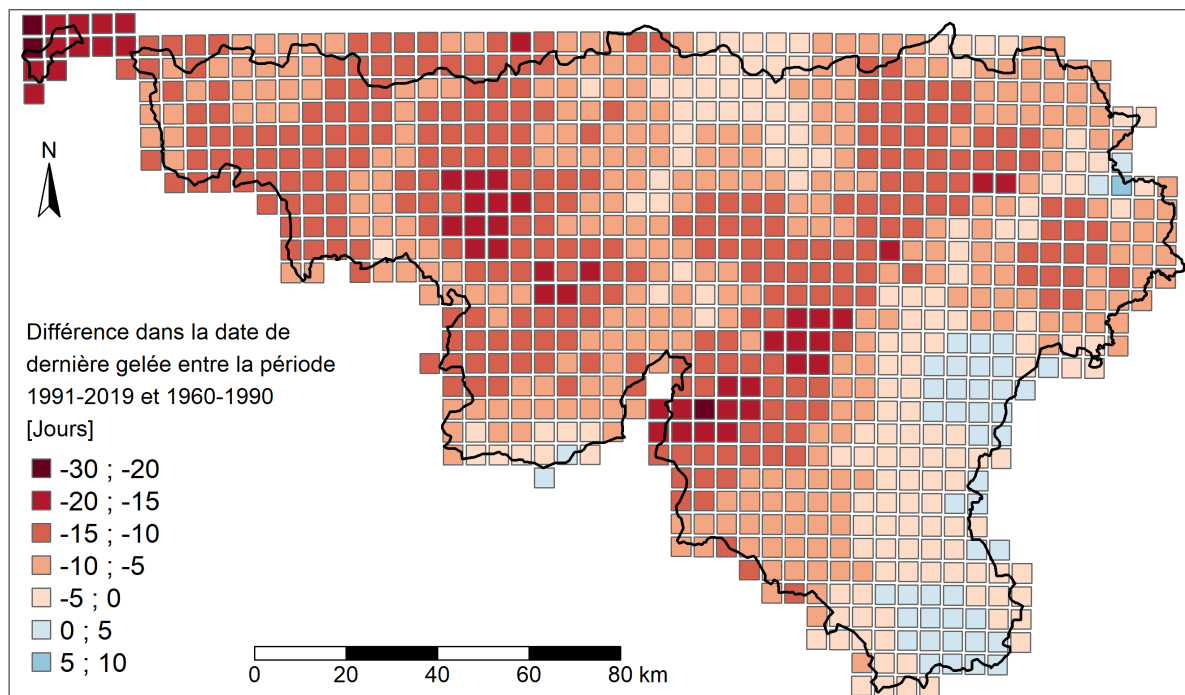 N
Différence dans la date de
dernière gelée entre la période
1991-2019 et 1960-1990
[Jours]
-30 ; -20
-20 ; -15
-15 ; -10
-10 ; -5
-5 ; 0
0 ; 5
5 ; 10
0 20 40 60 80 km